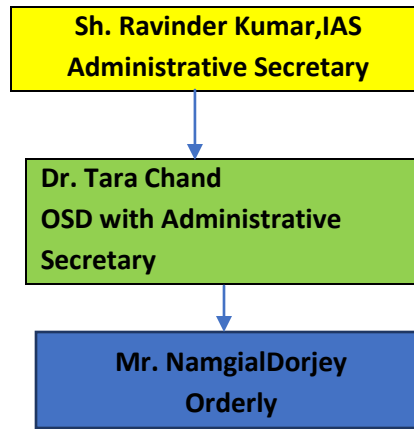 Sh. Ravinder Kumar,IAS
Administrative Secretary
Dr. Tara Chand
OSD with Administrative
Secretary
Mr. NamgialDorjey
Orderly